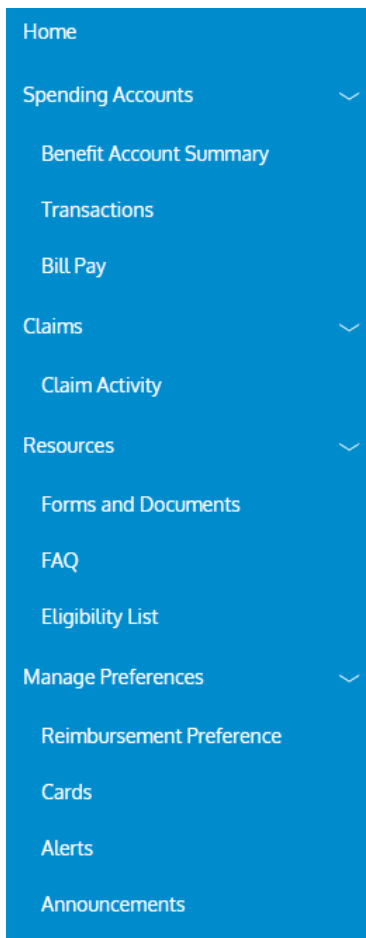 Home
Spending Accounts
Benefit Account Summary
Transactions
Bill Pay
Claims
Claim Activity
Resources
Forms and Documents
FAQ
Eligibility List
Manage Preferences
Reimbursement Preference
Cards
Alerts
Announcements